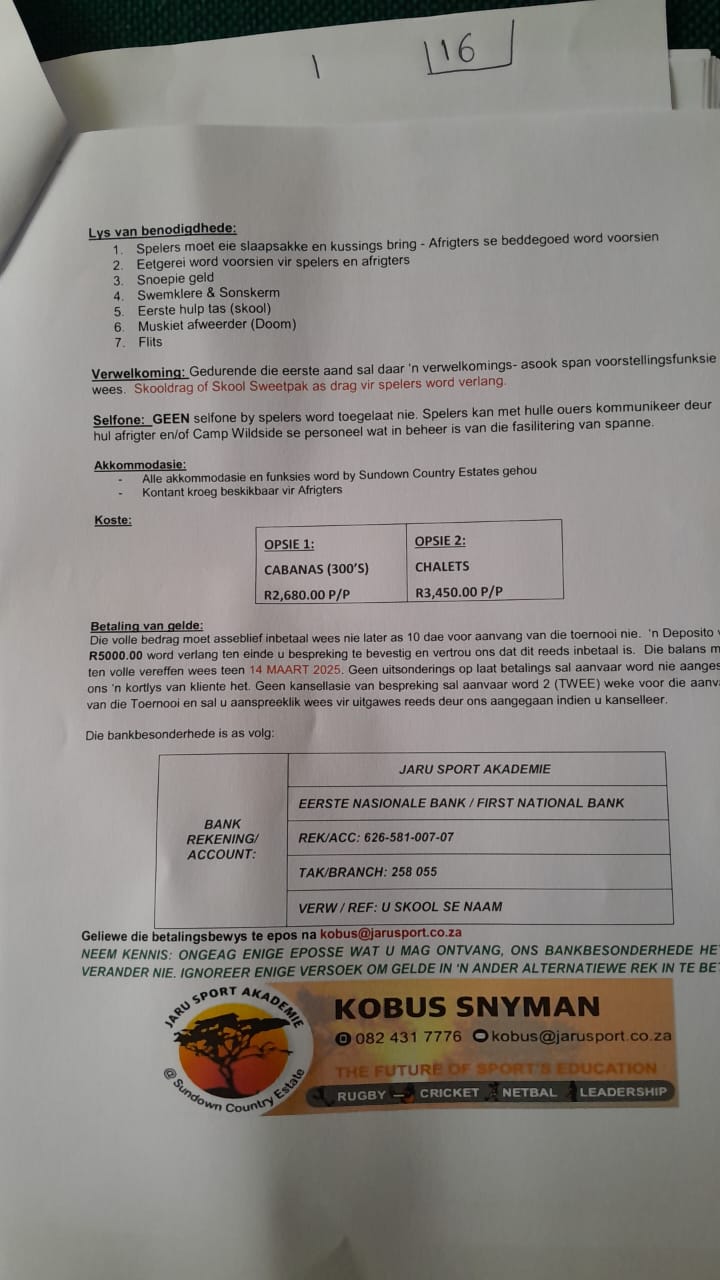 1 16
Lys van benodigdhede:
1. Spelers moet eie slaapsakke en kussings bring - Afrigters se beddegoed word voorsien
2. Eetgerei word voorsien vir spelers en afrigters
3. Snoepie geld
4. Swemklere & Sonskerm
5. Eerste hulp tas (skool)
6. Muskiet afweerder (Doom)
7. Flits
Verwelkoming: Gedurende die eerste aand sal daar 'n verwelkomings- asook span voorstellingsfunksie
wees. Skooldrag of Skool Sweetpak as drag vir spelers word verlang.
Selfone: GEEN selfone by spelers word toegelaat nie. Spelers kan met hulle ouers kommunikeer deur
hul afrigter en/of Camp Wildside se personeel wat in beheer is van die fasilitering van spanne.
Akkommodasie:
- Alle akkommodasie en funksies word by Sundown Country Estates gehou
- Kontant kroeg beskikbaar vir Afrigters
Koste:
OPSIE 1: OPSIE 2:
CABANAS (300'S) CHALETS
R2,680.00 P/P R3,450.00 P/P
Betaling van gelde:
Die volle bedrag moet asseblief inbetaal wees nie later as 10 dae voor aanvang van die toernooi nie. 'n Deposito
R5000.00 word verlang ten einde u bespreking te bevestig en vertrou ons dat dit reeds inbetaal is. Die balans
ten volle vereffen wees teen 14 MAART 2025. Geen uitsonderings op laat betalings sal aanvaar word nie
ons 'n kortlys van kliente het. Geen kansellasie van bespreking sal aanvaar word 2 (TWEE) weke voor die
van die Toernooi en sal u aanspreeklik wees vir uitgawes reeds deur ons aangegaan indien u kanselleer.
Die bankbesonderhede is as volg:
JARU SPORT AKADEMIE
EERSTE NASIONALE BANK / FIRST NATIONAL BANK
BANK
REKENING/
ACCOUNT:
REK/ACC: 626-581-007-07
TAK/BRANCH: 258 055
VERW / REF: U SKOOL SE NAAM
Geliewe die betalingsbewys te epos na kobus@jarusport.co.za
NEEM KENNIS: ONGEAG ENIGE EPOSSE WAT U MAG ONTVANG, ONS BANKBESONDERHEDE
VERANDER NIE. IGNOREER ENIGE VERSOEK OM GELDE IN 'N ANDER ALTERNATIEWE REK IN TE
JARU SPORT AKADEMIE
@ Sundown Country Estate
KOBUS SNYMAN
082 431 7776 kobus@jarusport.co.za
THE FUTURE OF SPORT'S EDUCATION
RUGBY CRICKET NETBAL LEADERSHIP